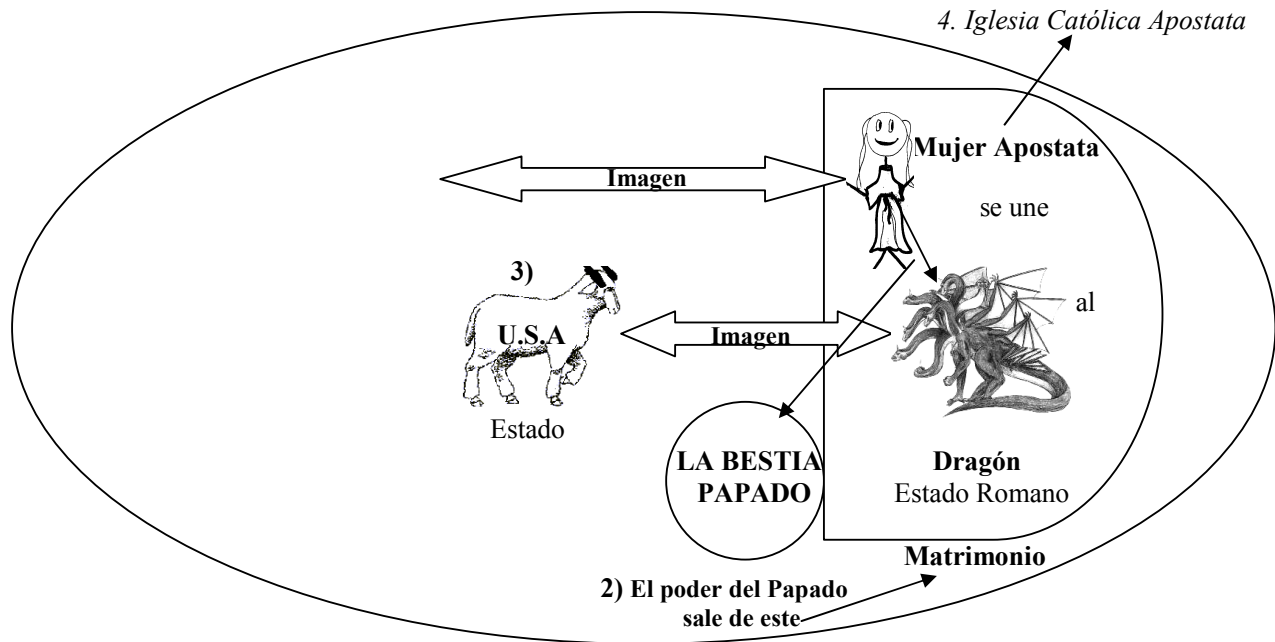 4. Iglesia Católica Apostata
Mujer Apostata
Imagen
se une
3)
U.S.A
Imagen
al
Estado
LA BESTIA
PAPADO
Dragón
Estado Romano
Matrimonio
2) El poder del Papado
sale de este